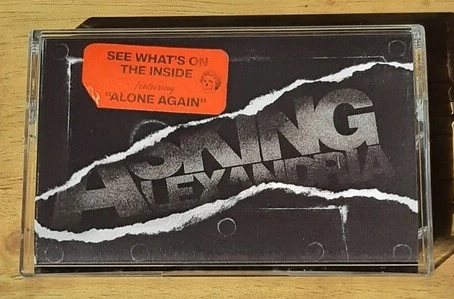 SEE WHAT'S ON
THE INSIDE
featuring
"ALONE AGAIN"
ASKING
ALEXANDRIA